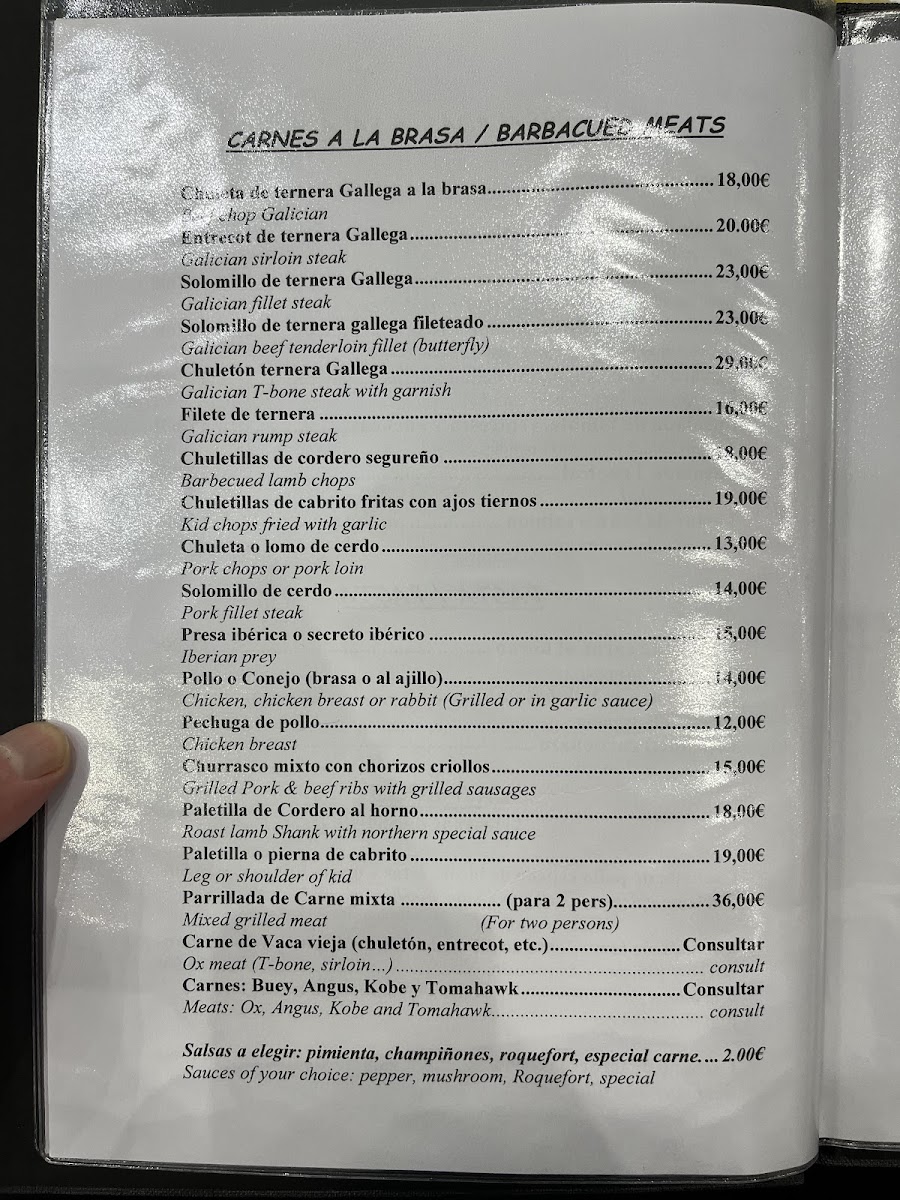 CARNES A LA BRASA / BARBACUED MEATS
Chuleta de ternera Gallega a la brasa.......... 18,00€
chop Galician
Entrecot de ternera Gallega.......... 20.00€
Galician sirloin steak
Solomillo de ternera Gallega.......... 23,00€
Galician fillet steak
Solomillo de ternera gallega fileteado .......... 23,00€
Galician beef tenderloin fillet (butterfly)
Chuletón ternera Gallega.......... 29,00€
Galician T-bone steak with garnish
Filete de ternera .......... 16,00€
Galician rump steak
Chuletillas de cordero segureño ..........
Barbecued lamb chops
Chuletillas de cabrito fritas con ajos tiernos.......... 19,00€
Kid chops fried with garlic
Chuleta o lomo de cerdo.......... 13,00€
Pork chops or pork loin
Solomillo de cerdo.......... 14,00€
Pork fillet steak
Presa ibérica o secreto ibérico .......... 15,00€
Iberian prey
Pollo o Conejo (brasa o al ajillo).......... 14,00€
Chicken, chicken breast or rabbit (Grilled or in garlic sauce)
Pechuga de pollo.......... 12,00€
Chicken breast
Churrasco mixto con chorizos criollos.......... 15,00€
Grilled Pork & beef ribs with grilled sausages
Paletilla de Cordero al horno.......... 18,00€
Roast lamb Shank with northern special sauce
Paletilla o pierna de cabrito .......... 19,00€
Leg or shoulder of kid
Parrillada de Carne mixta .......... (para 2 pers).......... 36,00€
Mixed grilled meat (For two persons)
Carne de Vaca vieja (chuletón, entrecot, etc.).......... Consultar
Ox meat (T-bone, sirloin...).......... consult
Carnes: Buey, Angus, Kobe y Tomahawk.......... Consultar
Meats: Ox, Angus, Kobe and Tomahawk.......... consult
Salsas a elegir: pimienta, champiñones, roquefort, especial carne.... 2.00€
Sauces of your choice: pepper, mushroom, Roquefort, special